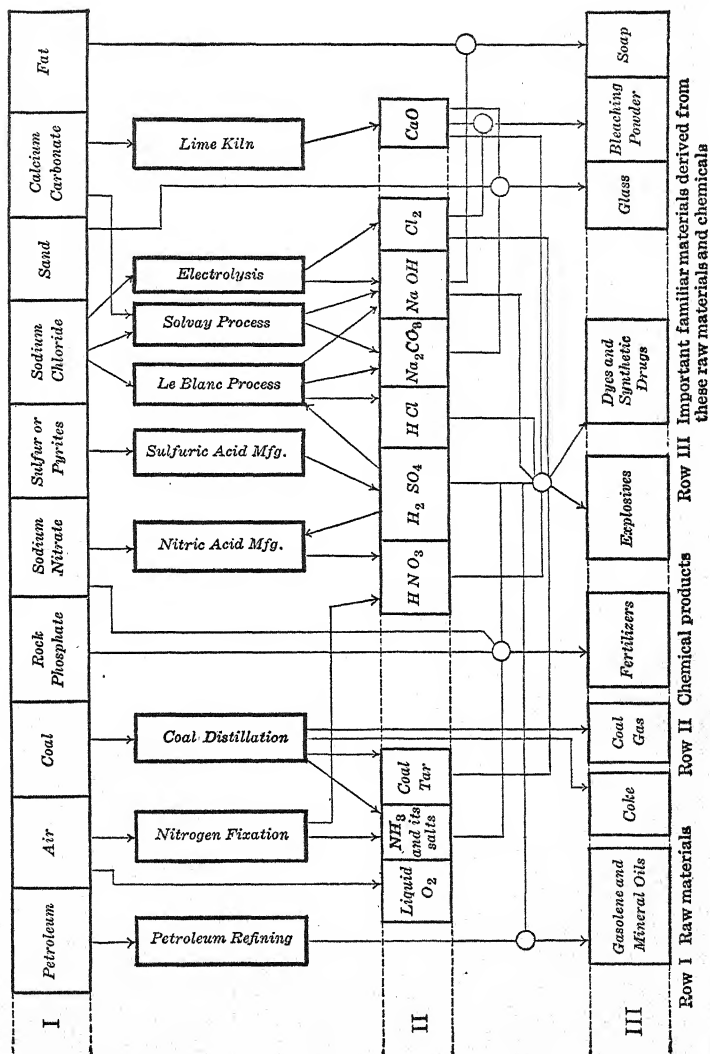 I
Petroleum
Air
Coal
Rock
Phosphate
Sodium
Nitrate
Sulfur or
Pyrites
Sodium
Chloride
Sand
Calcium
Carbonate
Fat
Petroleum Refining
Nitrogen Fixation
Coal Distillation
Nitric Acid Mfg.
Sulfuric Acid Mfg.
Le Blanc Process
Solvay Process
Electrolysis
Lime Kiln
II
Liquid
O2
NH3
and its
salts
Coal
Tar
HNO3
H2 SO4
HCl
Na2CO3
Na OH
Cl2
CaO
III
Gasolene and
Mineral Oils
Coke
Coal
Gas
Fertilizers
Explosives
Dyes and
Synthetic
Drugs
Glass
Bleaching
Powder
Soap
Row I Raw materials Row II Chemical products Row III Important familiar materials derived from
these raw materials and chemicals